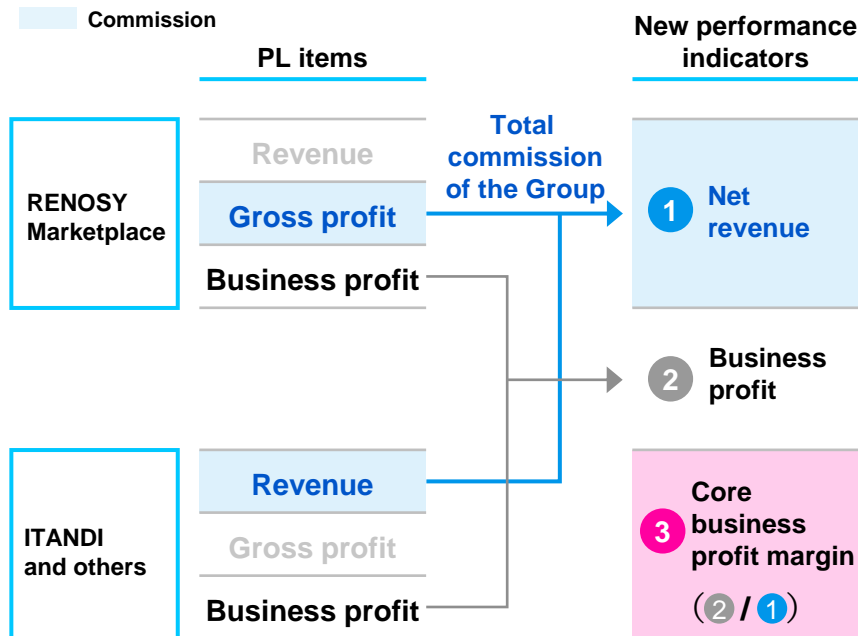 Commission
PL items
New performance
indicators
RENOSY
Marketplace
Revenue
Gross profit
Business profit
Total
commission
of the Group
1
Net
revenue
2
Business
profit
ITANDI
and others
Revenue
Gross profit
Business profit
3
Core
business
profit margin
(2 / 1)